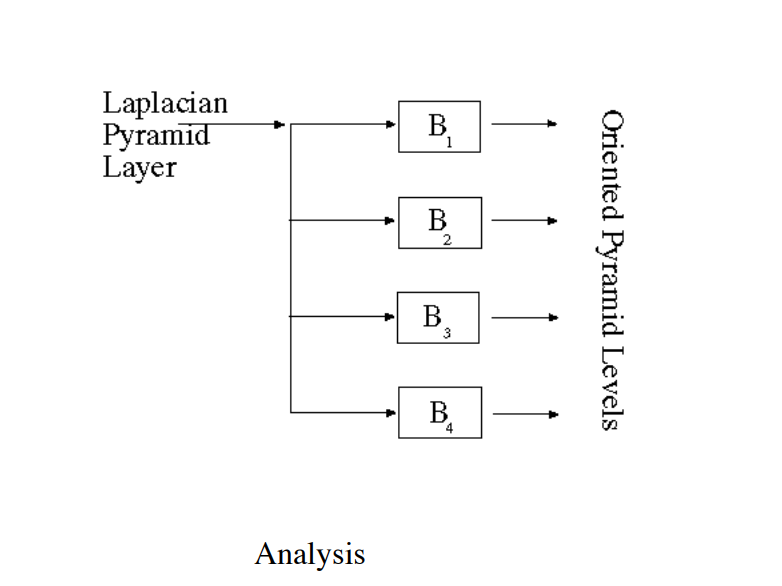 Laplacian
Pyramid
Layer
B1
B2
B3
B4
Oriented Pyramid Levels
Analysis